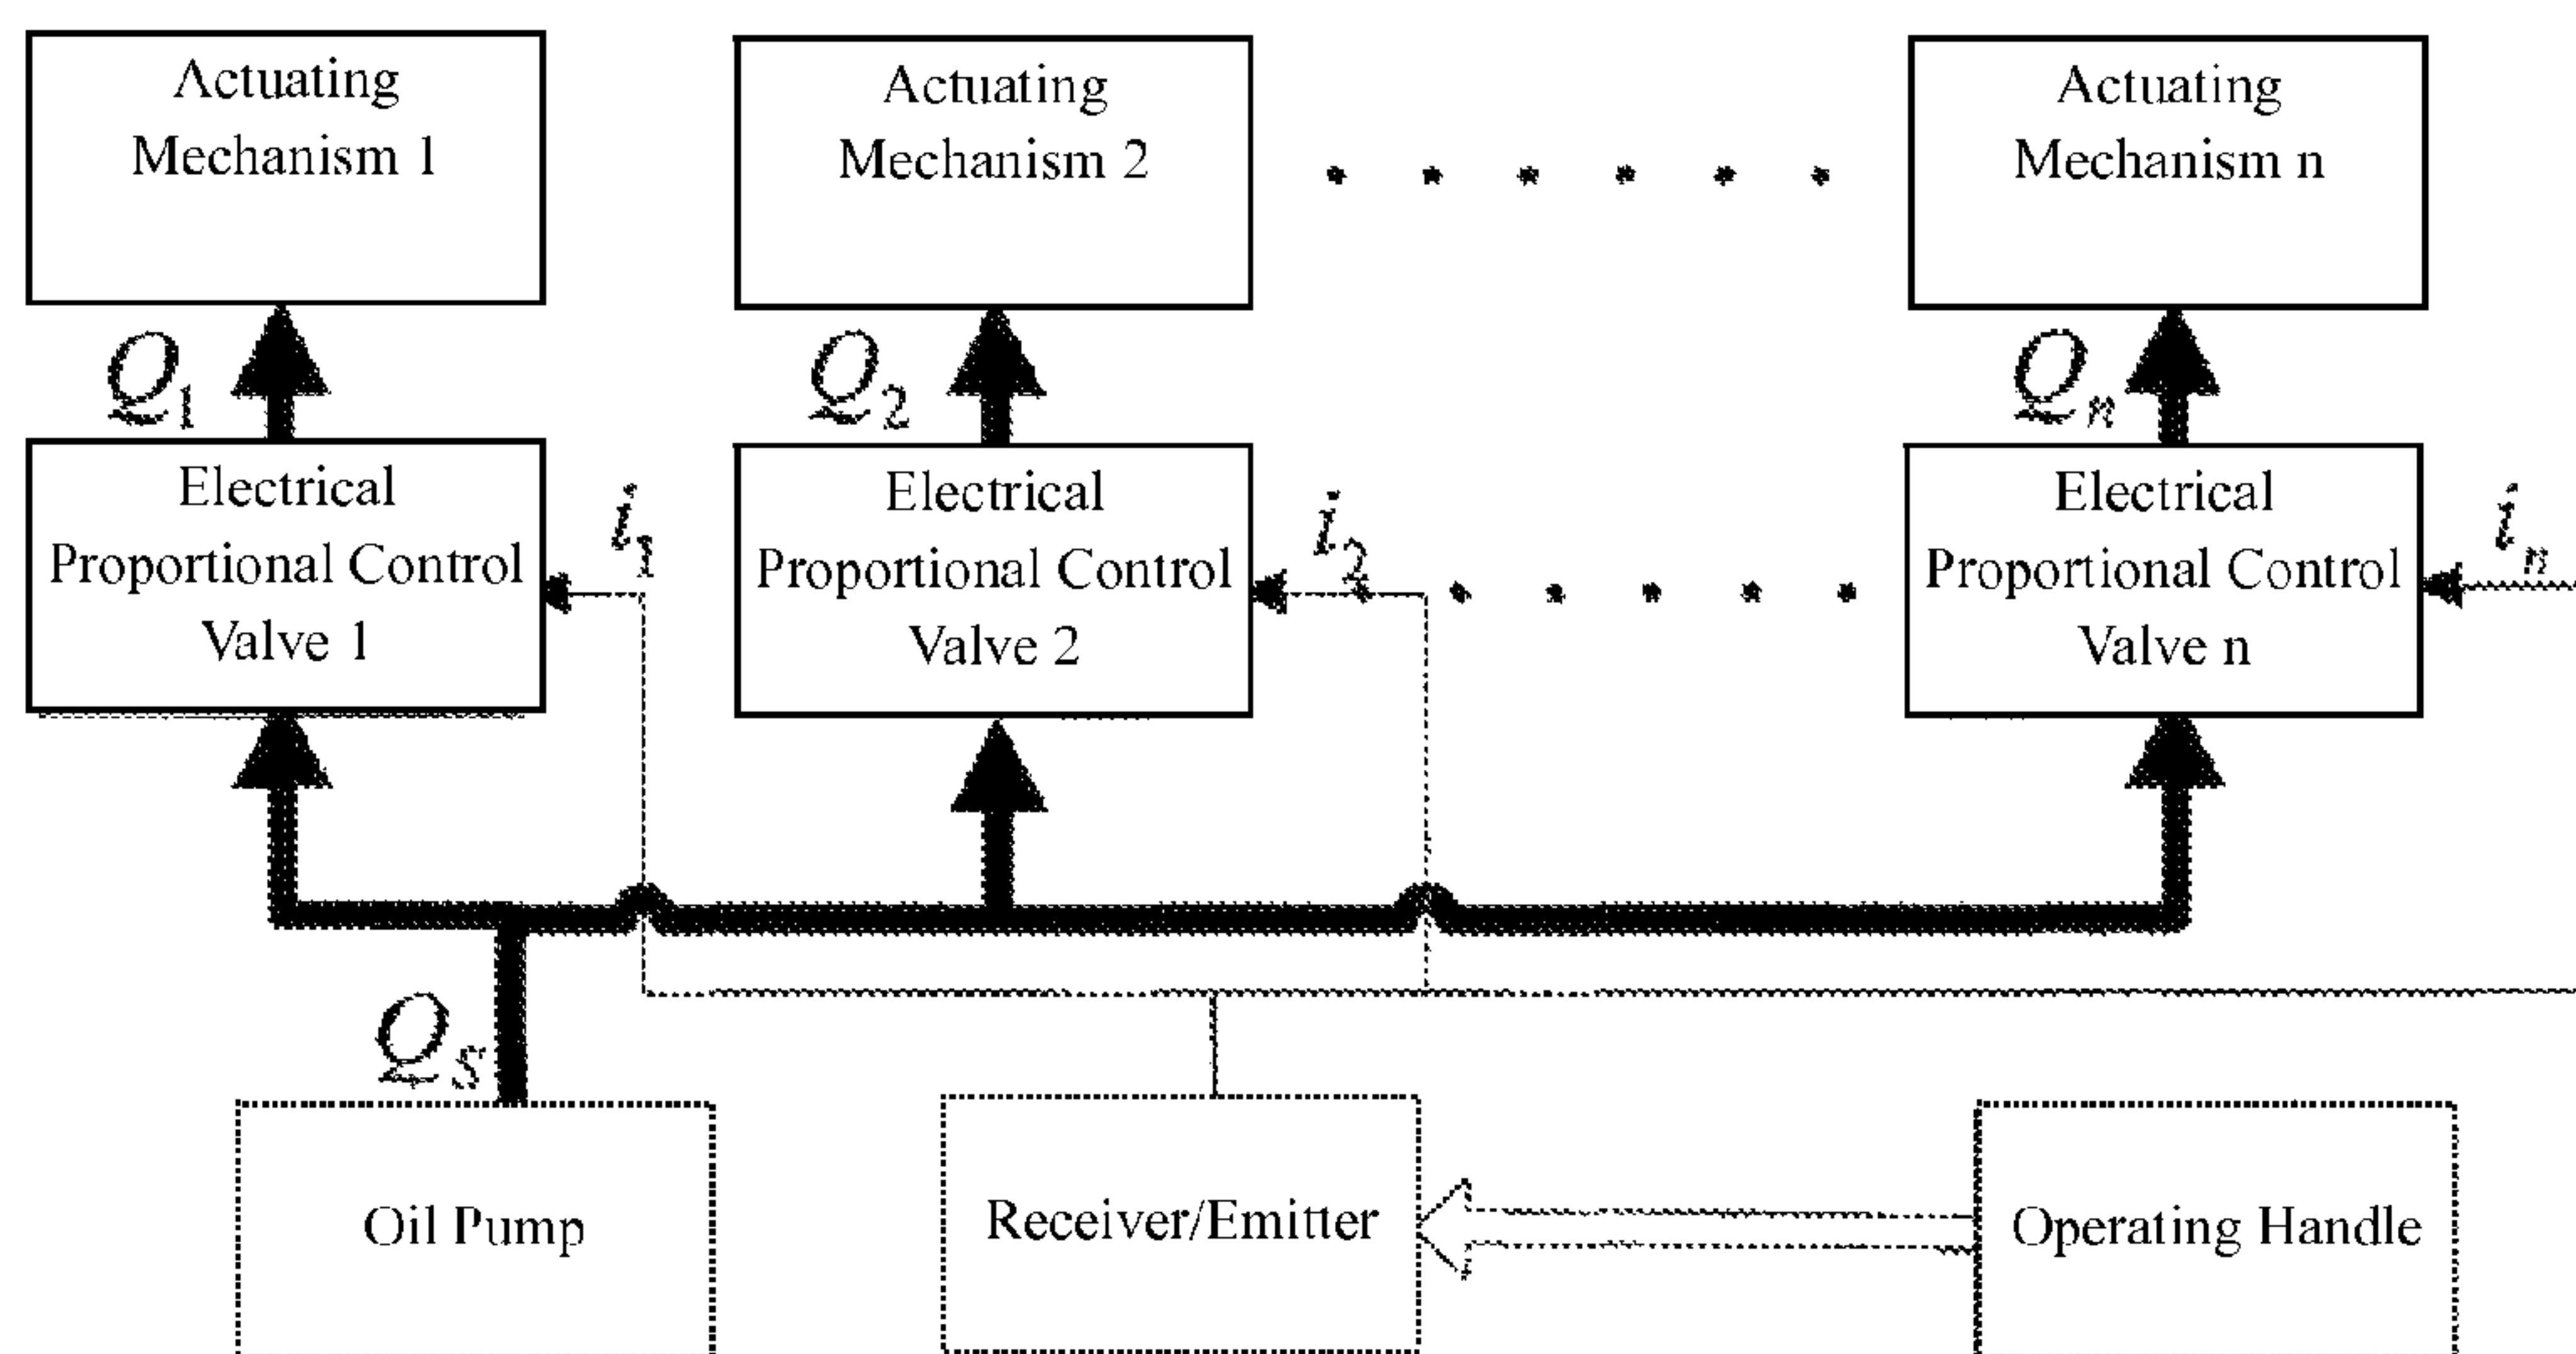 Actuating
Mechanism 1
Actuating
Mechanism 2
Actuating
Mechanism n
Q1
Q2
Qn
Electrical
Proportional Control
Valve 1
i1
Electrical
Proportional Control
Valve 2
i2
Electrical
Proportional Control
Valve n
in
QS
Oil Pump
Receiver/Emitter
Operating Handle